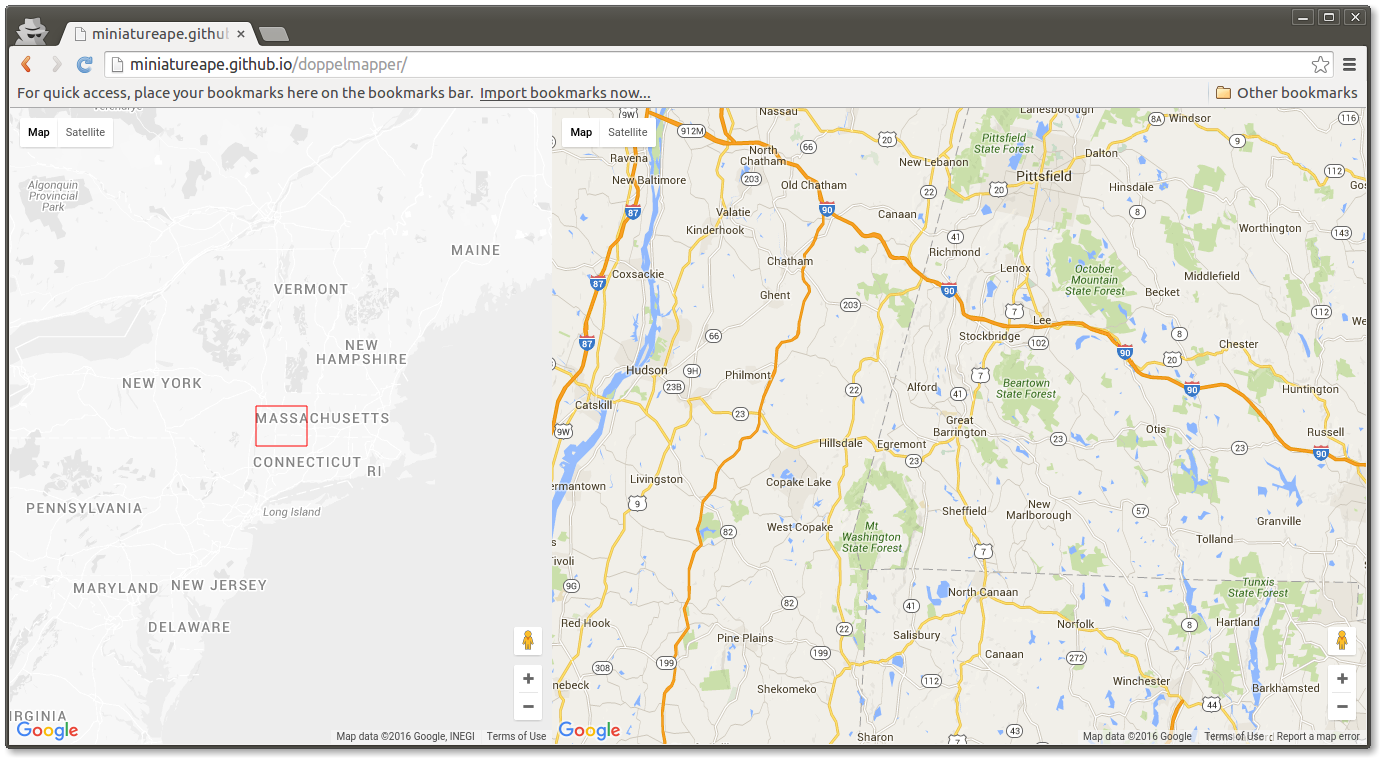 miniatureape.github
miniatureape.github.io/doppelmapper/
For quick access, place your bookmarks here on the bookmarks bar. Import bookmarks now...
Other bookmarks
Map Satellite
Algonquin
Provincial
Park
MAINE
VERMONT
NEW
HAMPSHIRE
NEW YORK
MASSACHUSETTS
CONNECTICUT
RI
PENNSYLVANIA
Long Island
MARYLAND
NEW JERSEY
DELAWARE
IRGINIA
Google
Map data ©2016 Google, INEGI Terms of Use
Map Satellite
9W
Nassau
Lanesborough
8A
Windsor
116
912M
North
Chatham
66
20
Pittsfield
State Forest
Dalton
9
Ravena
New Lebanon
112
New Baltimore
203
Old Chatham
22
20
Pittsfield
Hinsdale
Gos
87
Valatie
90
Canaan
8
Kinderhook
41
Richmond
Worthington
143
Chatham
Lenox
October
Mountain
State Forest
Middlefield
Coxsackie
87
Ghent
203
90
Becket
7
Lee
112
We
87
66
Stockbridge
102
8
Chester
90
20
Hudson
9H
Philmont
7
23B
22
Alford
Beartown
State Forest
90
Huntington
Catskill
23
Great
Barrington
Otis
Russell
9W
Hillsdale
Egremont
23
23
23
90
ermantown
Livingston
Copake Lake
9
Sheffield
New
Marlborough
57
Granville
82
West Copake
Mt
Washington
State Forest
Tolland
7
s
ivoli
9G
North Canaan
Tunxis
State Forest
82
41
Red Hook
22
Salisbury
Norfolk
8
Hartland
Pine Plains
199
308
199
Canaan
272
nebeck
Shekomeko
112
Winchester
Barkhamsted
44
43
7
Sharon
Google
Map data ©2016 Google Terms of Use Report a map error